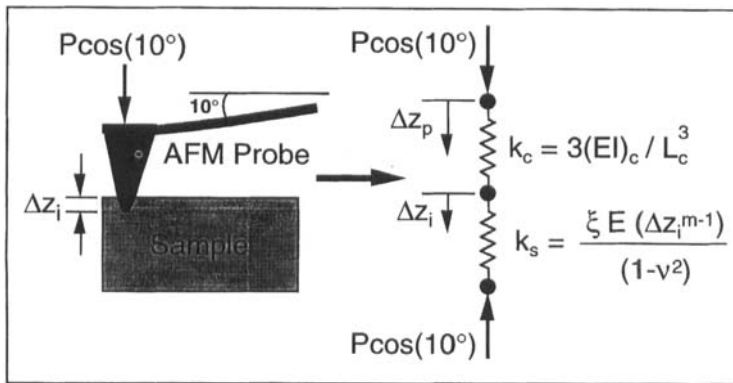 Pcos(10°)
10°
AFM Probe
Δz_i
Sample
Pcos(10°)
Δz_p
k_c = 3(EI)_c / L_c^3
Δz_i
k_s = ξ E (Δz_i^m-1) / (1-ν²)
Pcos(10°)